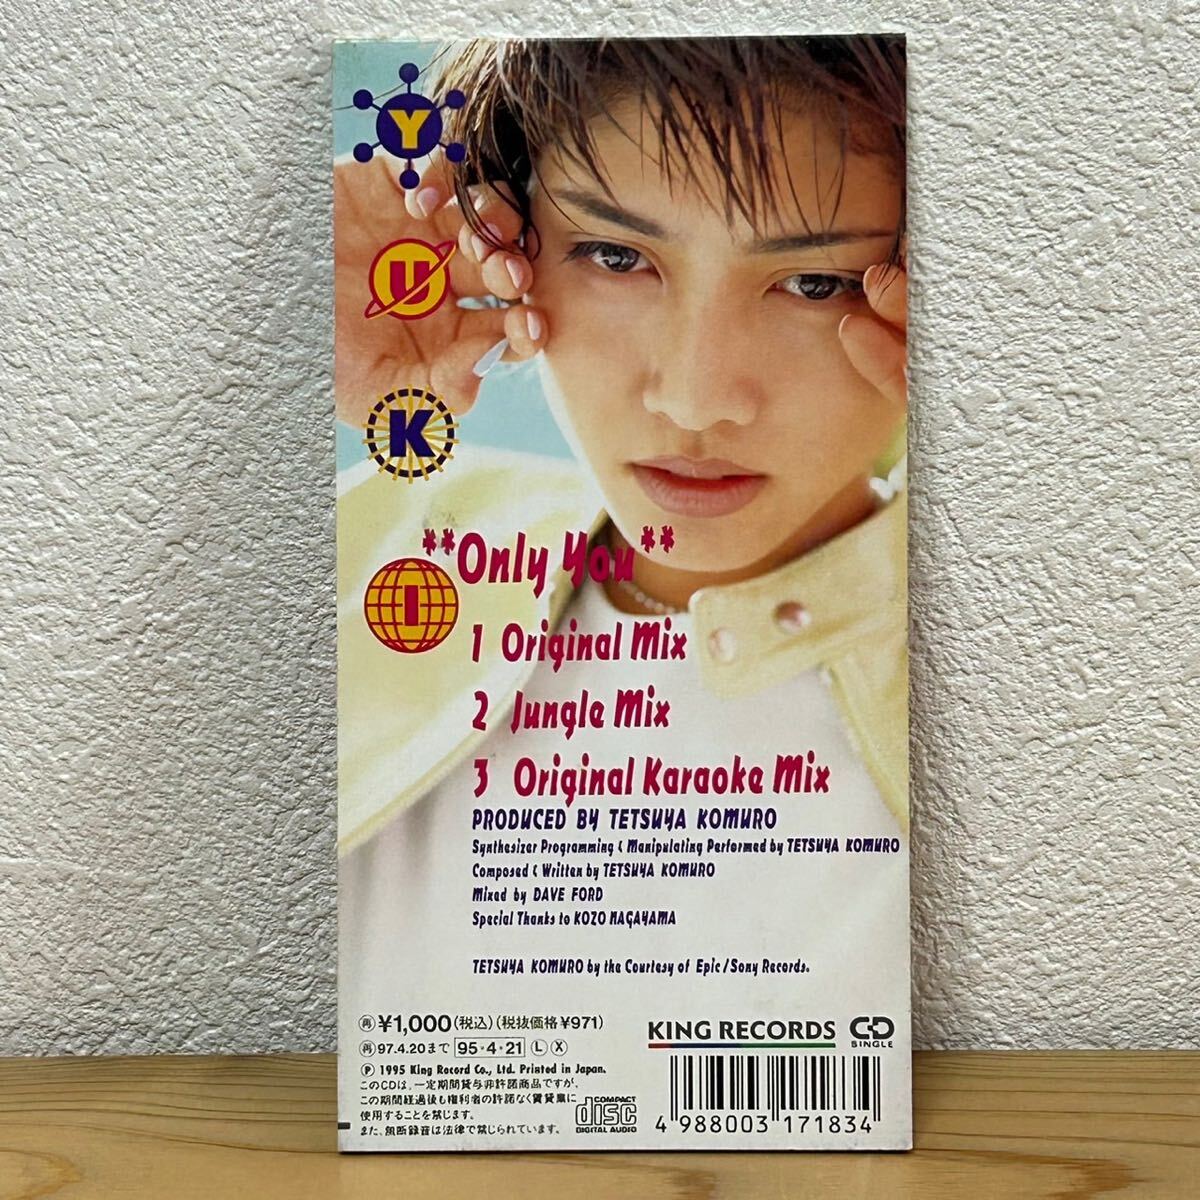 Y
U
K
I
**Only You**
1 Original Mix
2 Jungle Mix
3 Original Karaoke Mix
PRODUCED BY TETSUYA KOMURO
Synthesizer Programming & Manipulating Performed by TETSUYA KOMURO
Composed & Written by TETSUYA KOMURO
Mixed by DAVE FORD
Special Thanks to KOZO NAGAYAMA
TETSUYA KOMURO by the Courtesy of Epic/Sony Records.
㊢¥1,000(税込)(税抜価格¥971)
㊢97.4.20まで 95・4・21 Ⓛ Ⓧ
Ⓟ 1995 King Record Co., Ltd. Printed in Japan.
このCDは、一定期間貸与非許諾商品ですが、
この期間経過後も権利者の許諾なく賃貸業に
使用することを禁じます。
また、無断録音は法律で禁じられています。
KING RECORDS
CD
SINGLE
COMPACT
disc
DIGITAL AUDIO
4 988003 171834